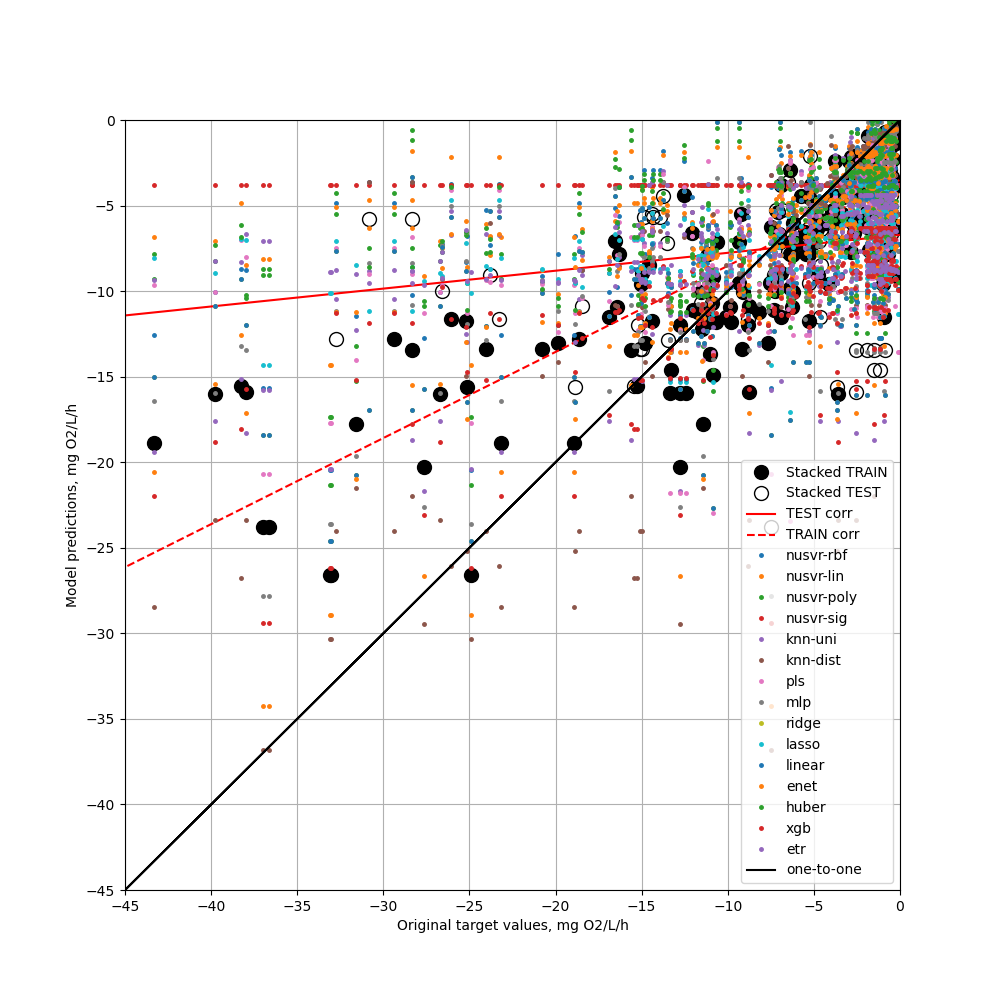 0
−5
−10
−15
−20
−25
−30
−35
−40
−45
Model predictions, mg O2/L/h
Stacked TRAIN
Stacked TEST
TEST corr
TRAIN corr
nusvr-rbf
nusvr-lin
nusvr-poly
nusvr-sig
knn-uni
knn-dist
pls
mlp
ridge
lasso
linear
enet
huber
xgb
etr
one-to-one
−45 −40 −35 −30 −25 −20 −15 −10 −5 0
Original target values, mg O2/L/h